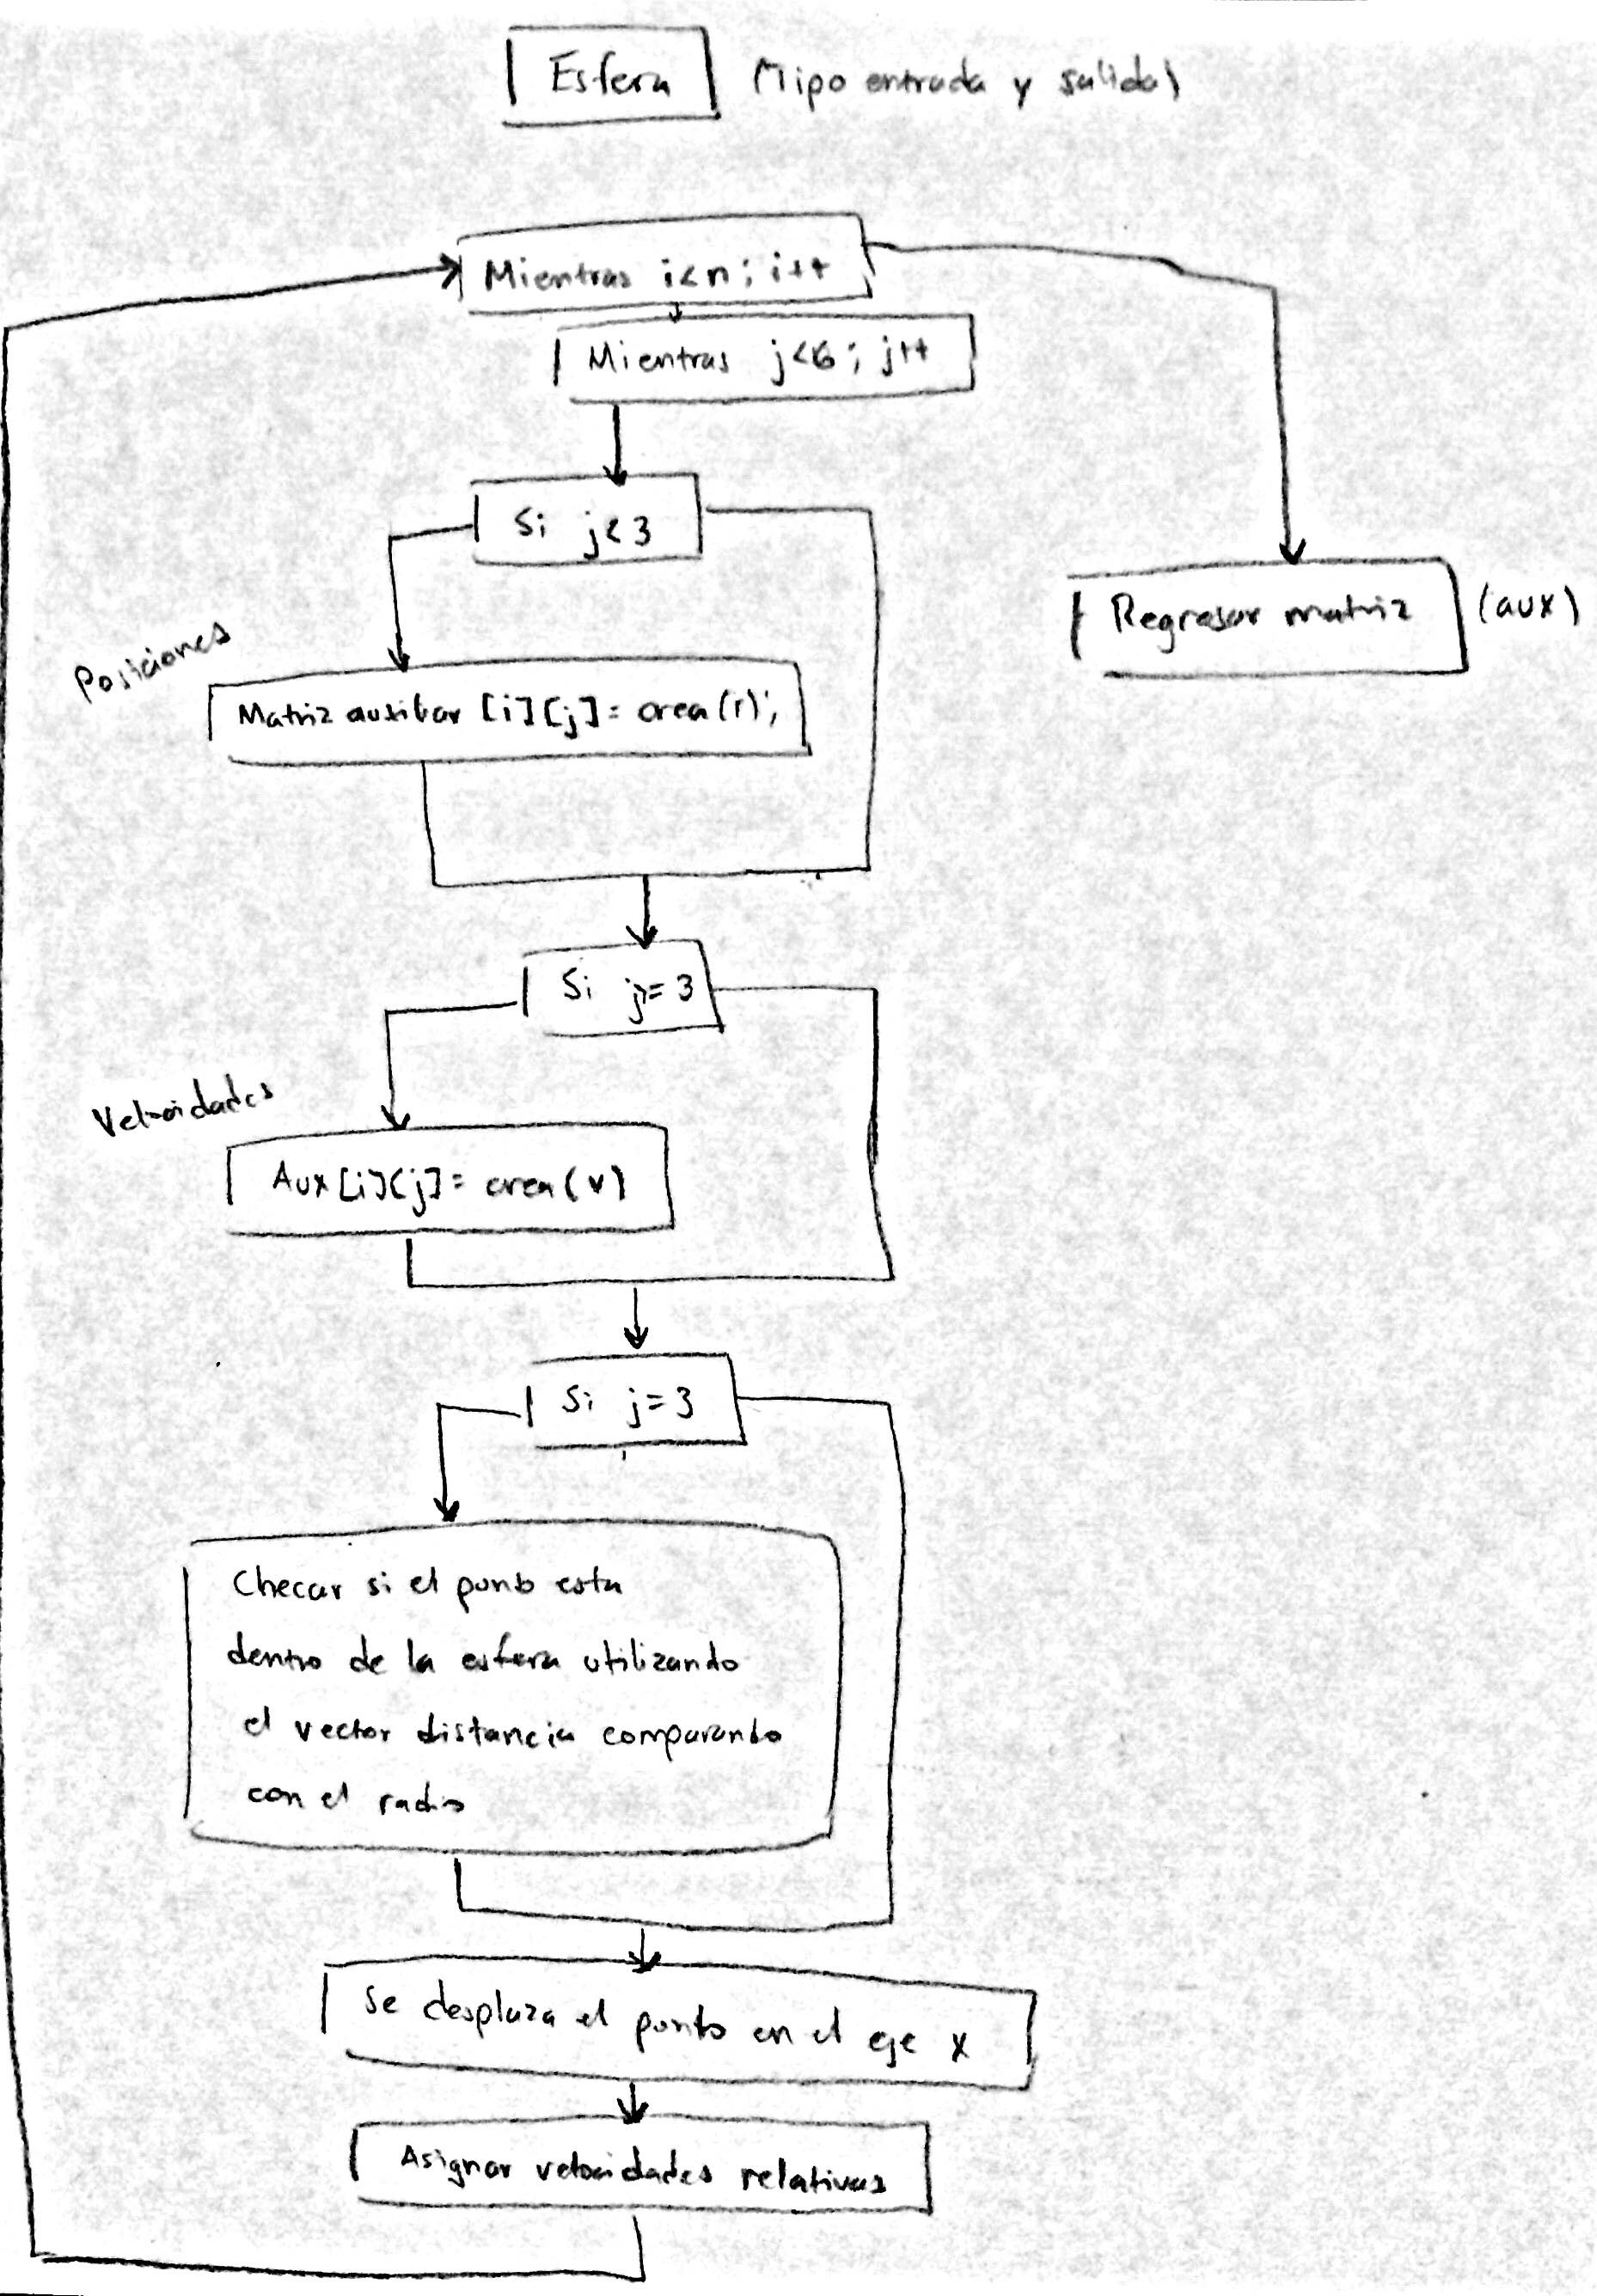 Esfera (Tipo entrada y salida)
Mientras i<n; i++
Mientras j<6; j++
Si j<3
Regresar matriz (aux)
Posiciones
Matriz auxiliar [i][j]= crea(r);
Si j>=3
Velocidades
Aux[i][j]= crea(v)
Si j=3
Checar si el punto esta
dentro de la esfera utilizando
el vector distancia comparando
con el radio
Se desplaza el punto en el eje x
Asignar velocidades relativas